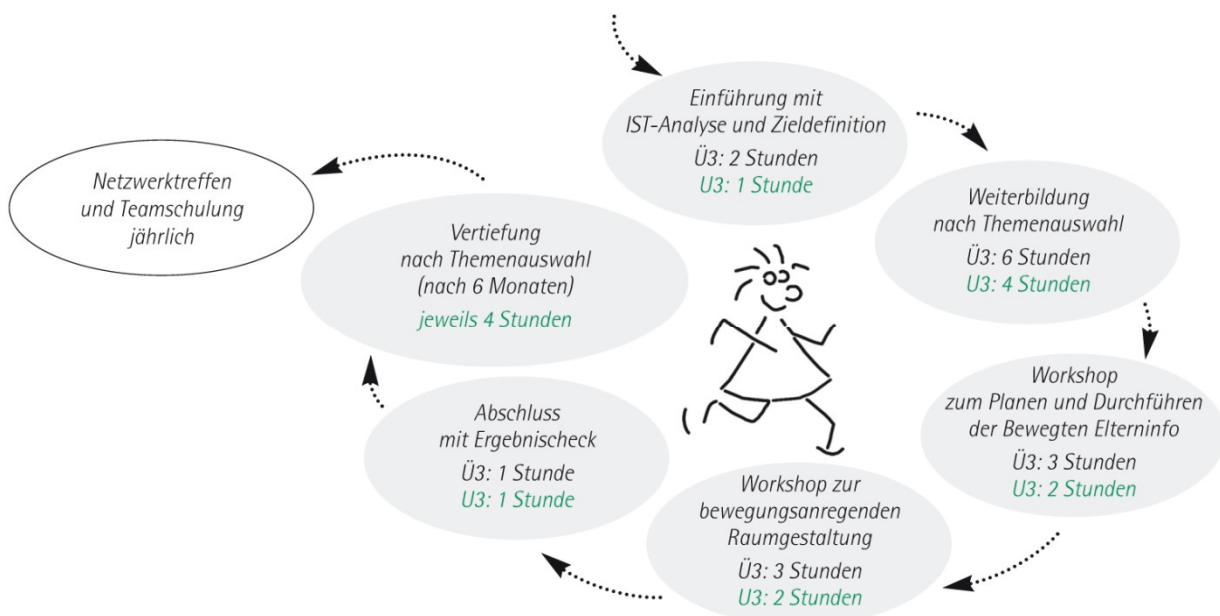 Einführung mit
IST-Analyse und Zieldefinition
Ü3: 2 Stunden
U3: 1 Stunde
Weiterbildung
nach Themenauswahl
Ü3: 6 Stunden
U3: 4 Stunden
Workshop
zum Planen und Durchführen
der Bewegten Elterninfo
Ü3: 3 Stunden
U3: 2 Stunden
Workshop zur
bewegungsanregenden
Raumgestaltung
Ü3: 3 Stunden
U3: 2 Stunden
Abschluss
mit Ergebnischeck
Ü3: 1 Stunde
U3: 1 Stunde
Vertiefung
nach Themenauswahl
(nach 6 Monaten)
jeweils 4 Stunden
Netzwerktreffen
und Teamschulung
jährlich